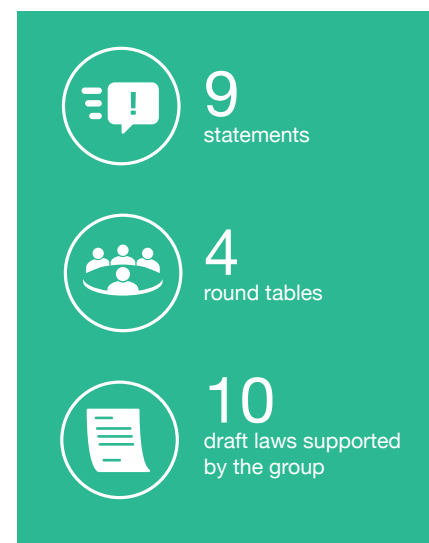 !
9
statements
4
round tables
10
draft laws supported
by the group